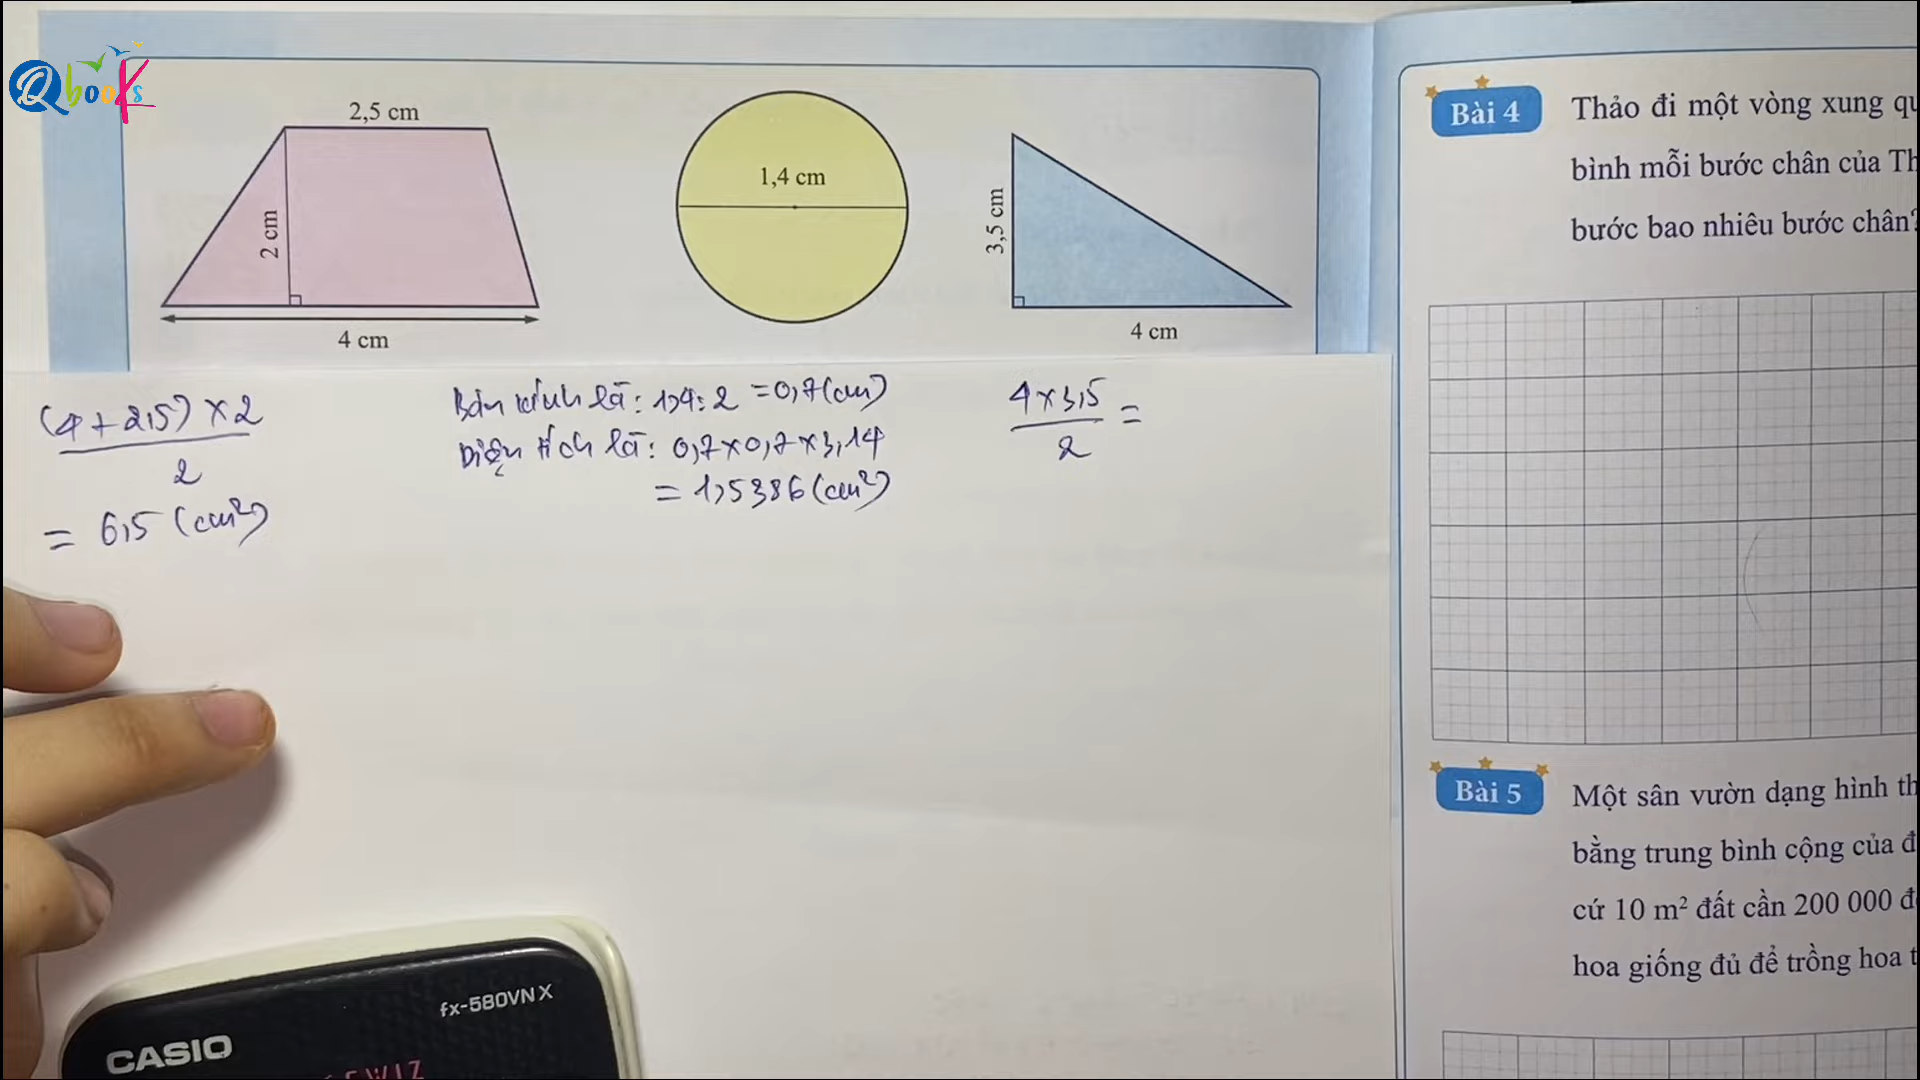 Qbooks
2,5 cm
2 cm
4 cm
1,4 cm
3,5 cm
4 cm
(4+2,5) × 2
2
= 6,5 (cm²)
Bán kính là: 1,4: 2 = 0,7 (cm)
Diện tích là: 0,7 × 0,7 × 3,14
= 1,5386 (cm²)
4 × 3,5 =
2
Bài 4
Thảo đi một vòng xung qu
bình mỗi bước chân của Th
bước bao nhiêu bước chân?
Bài 5
Một sân vườn dạng hình th
bằng trung bình cộng của đ
cứ 10 m² đất cần 200 000 đ
hoa giống đủ để trồng hoa t
fx-580VN X
CASIO